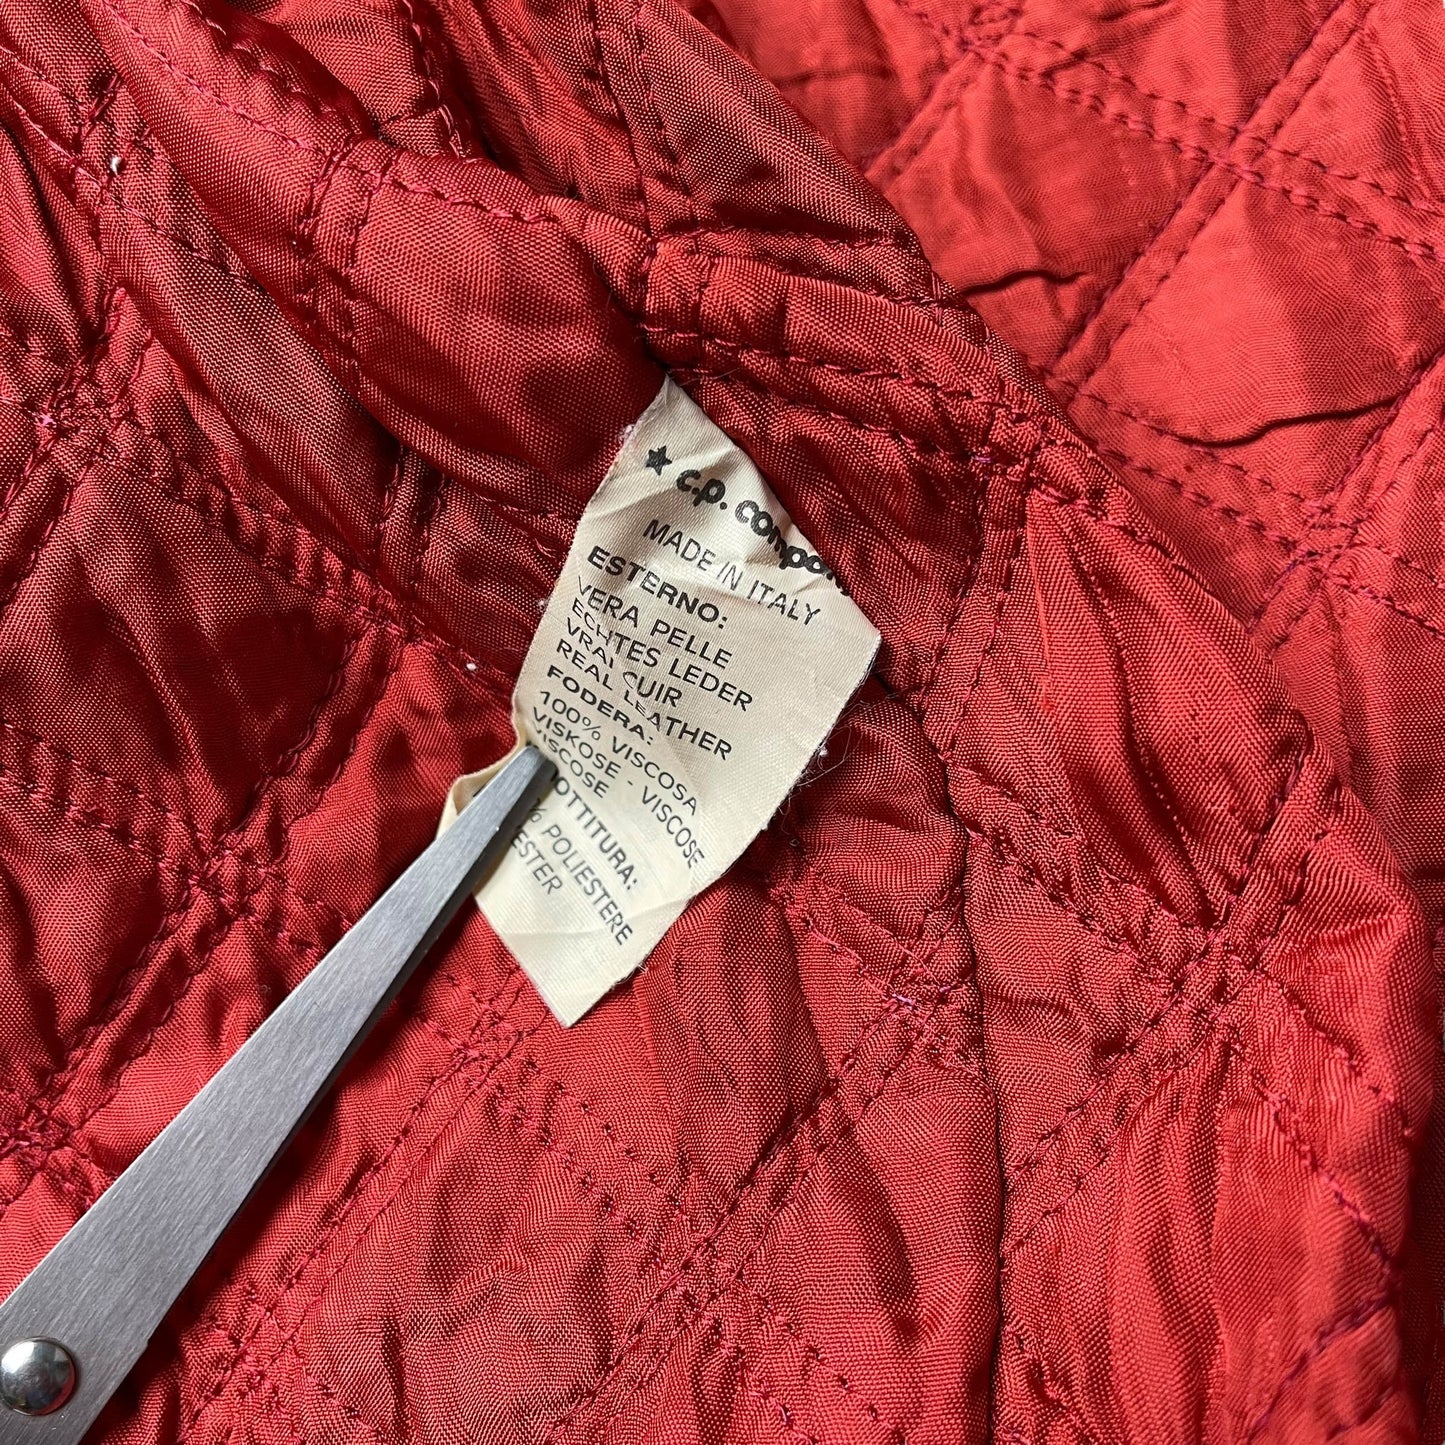 ★ c.p. compa
MADE IN ITALY
ESTERNO:
VERA PELLE
ECHTES LEDER
VRAI CUIR
REAL LEATHER
FODERA:
100% VISCOSA
VISKOSE - VISCOSE
VISCOSE
OTTITURA:
% POLIESTERE
ESTER